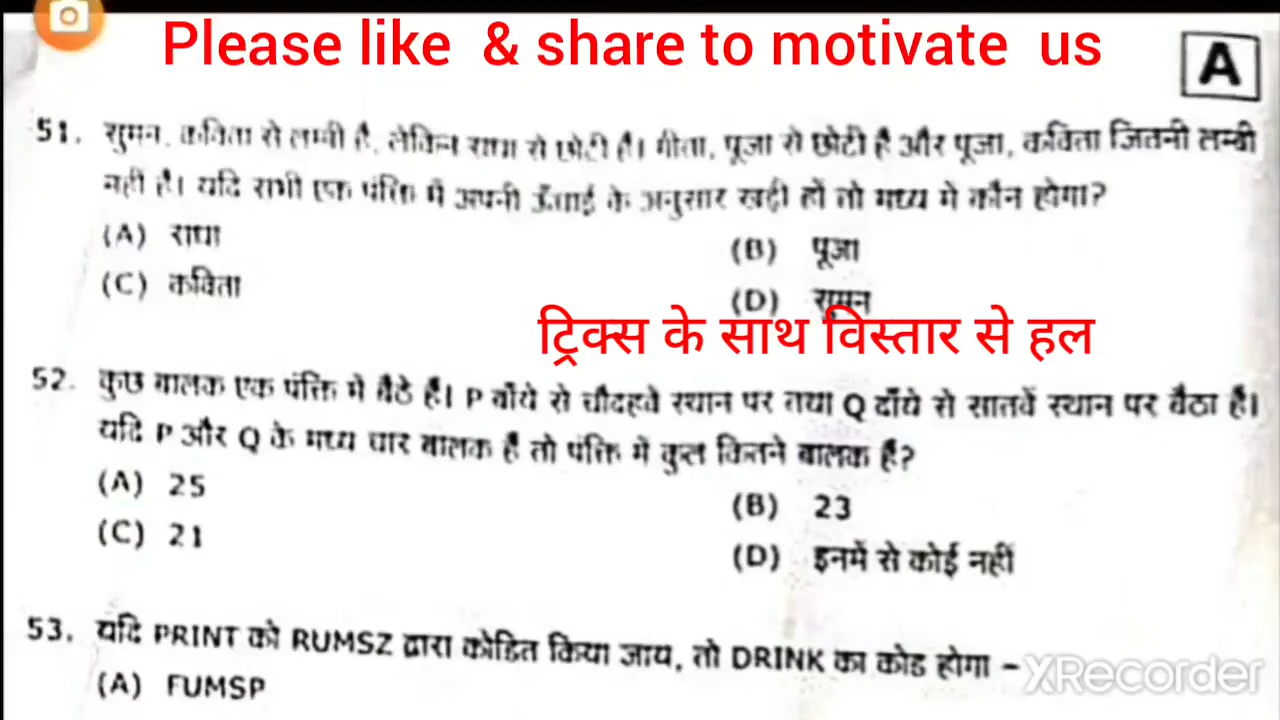 Please like & share to motivate us
A
51. सुमन, कविता से लम्बी है, लेकिन राधा से छोटी है। गीता, पूजा से छोटी है और पूजा, कविता जितनी लम्बी
नहीं है। यदि सभी एक पंक्ति में अपनी ऊँचाई के अनुसार खड़ी हों तो मध्य मे कौन होगा?
(A) राधा
(B) पूजा
(C) कविता
(D) सुमन
ट्रिक्स के साथ विस्तार से हल
52. कुछ बालक एक पंक्ति में बैठे हैं। P बाँये से चौदहवे स्थान पर तथा Q दाँये से सातवें स्थान पर बैठा है।
यदि P और Q के मध्य चार बालक हैं तो पंक्ति में कुल कितने बालक हैं?
(A) 25
(B) 23
(C) 21
(D) इनमें से कोई नहीं
53. यदि PRINT को RUMSZ द्वारा कोडित किया जाय, तो DRINK का कोड होगा –
XRecorder
(A) FUMSP